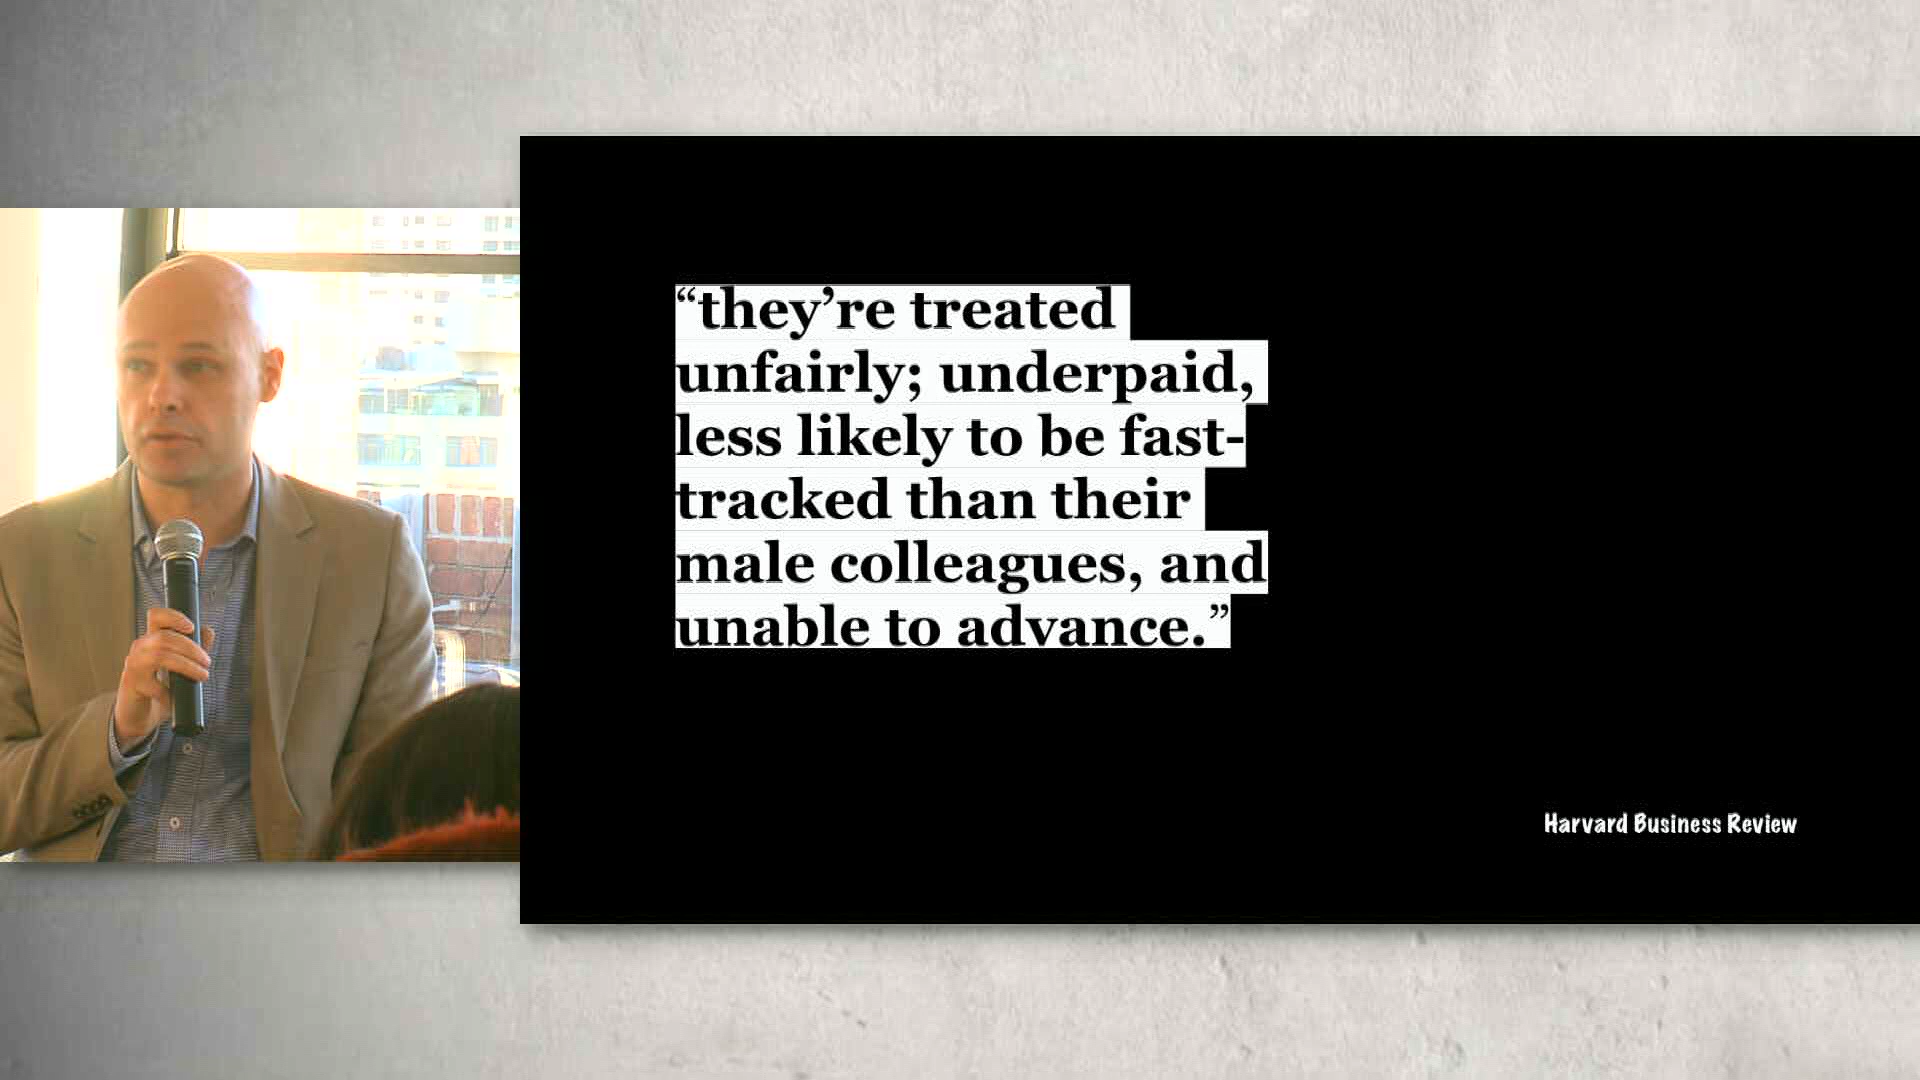 “they’re treated
unfairly; underpaid,
less likely to be fast-
tracked than their
male colleagues, and
unable to advance.”
Harvard Business Review